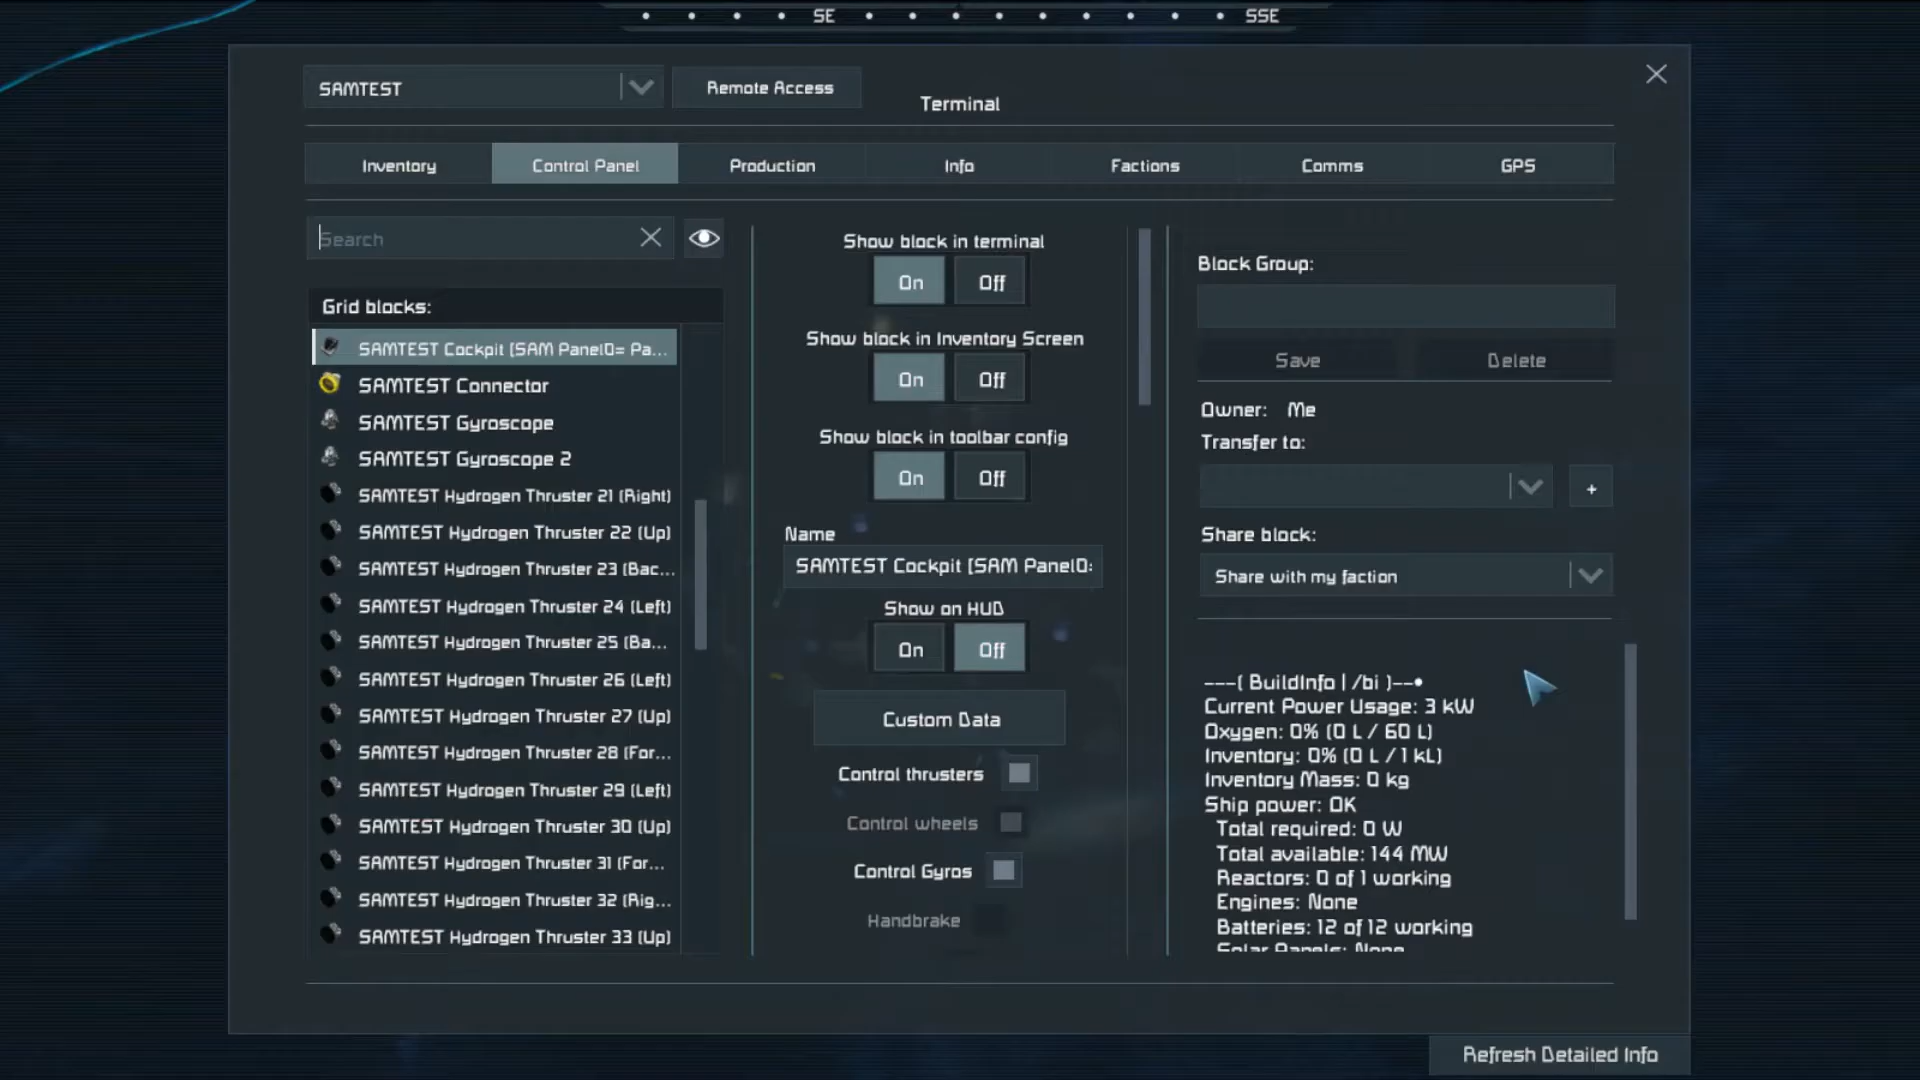 SE
SSE
SAMTEST
Remote Access
Terminal
Inventory
Control Panel
Production
Info
Factions
Comms
GPS
Search
Grid blocks:
SAMTEST Cockpit [SAM Panel0= Pa...
SAMTEST Connector
SAMTEST Gyroscope
SAMTEST Gyroscope 2
SAMTEST Hydrogen Thruster 21 (Right)
SAMTEST Hydrogen Thruster 22 (Up)
SAMTEST Hydrogen Thruster 23 (Bac...
SAMTEST Hydrogen Thruster 24 (Left)
SAMTEST Hydrogen Thruster 25 (Ba...
SAMTEST Hydrogen Thruster 26 (Left)
SAMTEST Hydrogen Thruster 27 (Up)
SAMTEST Hydrogen Thruster 28 (For...
SAMTEST Hydrogen Thruster 29 (Left)
SAMTEST Hydrogen Thruster 30 (Up)
SAMTEST Hydrogen Thruster 31 (For...
SAMTEST Hydrogen Thruster 32 (Rig...
SAMTEST Hydrogen Thruster 33 (Up)
Show block in terminal
On Off
Show block in Inventory Screen
On Off
Show block in toolbar config
On Off
Name
SAMTEST Cockpit [SAM Panel0=
Show on HUD
On Off
Custom Data
Control thrusters
Control wheels
Control Gyros
Handbrake
Block Group:
Save
Delete
Owner: Me
Transfer to:
+
Share block:
Share with my faction
---( BuildInfo | /bi )--•
Current Power Usage: 3 kW
Oxygen: 0% (0 L / 60 L)
Inventory: 0% (0 L / 1 kL)
Inventory Mass: 0 kg
Ship power: OK
Total required: 0 W
Total available: 144 MW
Reactors: 0 of 1 working
Engines: None
Batteries: 12 of 12 working
Solar Panels: None
Refresh Detailed Info